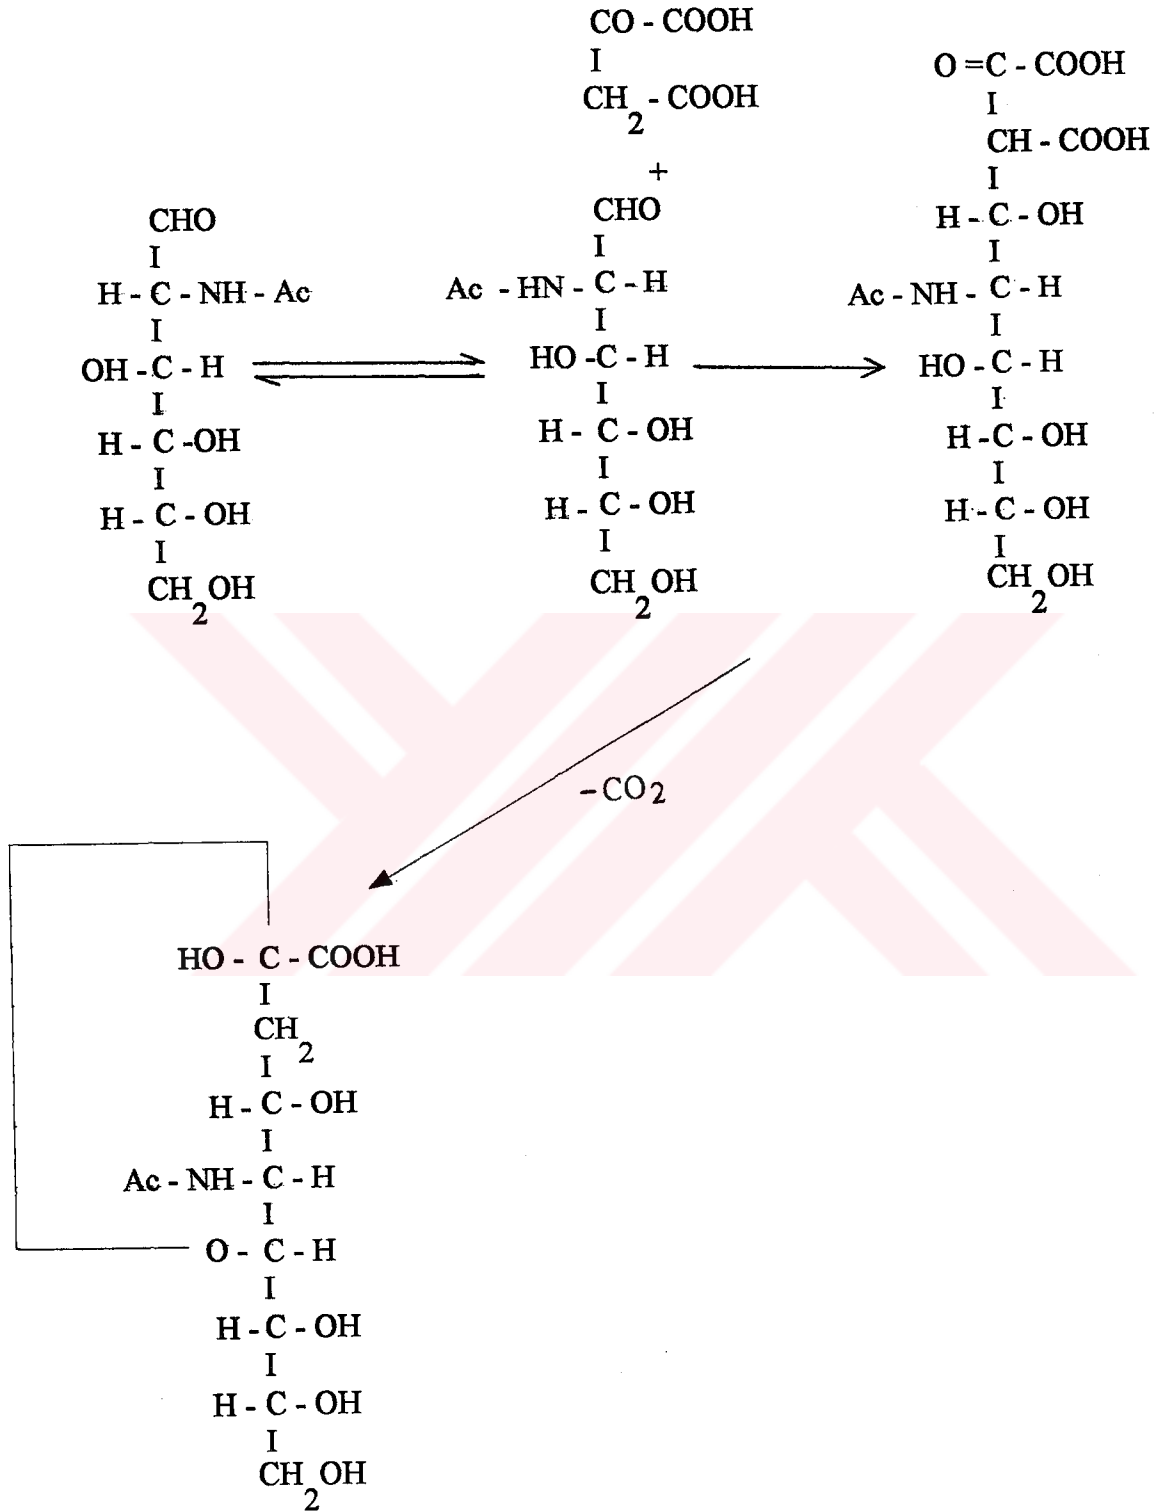 CHO
I
H - C - NH - Ac
I
OH - C - H
I
H - C - OH
I
H - C - OH
I
CH2OH
CO - COOH
I
CH2 - COOH
+
CHO
I
Ac - HN - C - H
I
HO - C - H
I
H - C - OH
I
H - C - OH
I
CH2OH
O = C - COOH
I
CH - COOH
I
H - C - OH
I
Ac - NH - C - H
I
HO - C - H
I
H - C - OH
I
H - C - OH
I
CH2OH
- CO2
HO - C - COOH
I
CH2
I
H - C - OH
I
Ac - NH - C - H
I
O - C - H
I
H - C - OH
I
H - C - OH
I
CH2OH